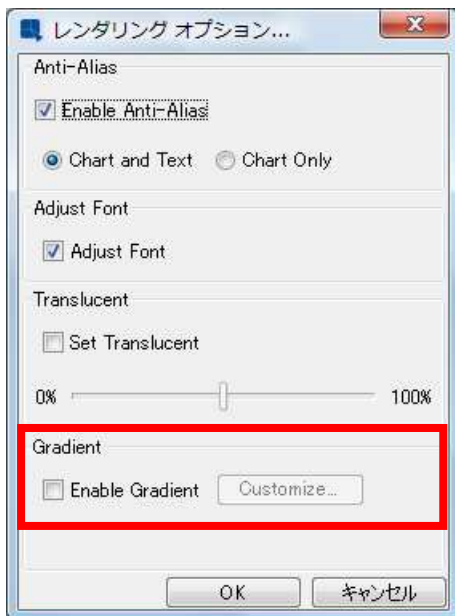 レンダリング オプション...
Anti-Alias
Enable Anti-Alias
Chart and Text Chart Only
Adjust Font
Adjust Font
Translucent
Set Translucent
0% 100%
Gradient
Enable Gradient Customize...
OK キャンセル